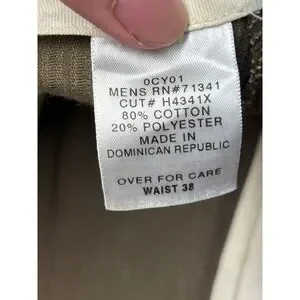 0CY01
MENS RN#71341
CUT# H4341X
80% COTTON
20% POLYESTER
MADE IN
DOMINICAN REPUBLIC
OVER FOR CARE
WAIST 38